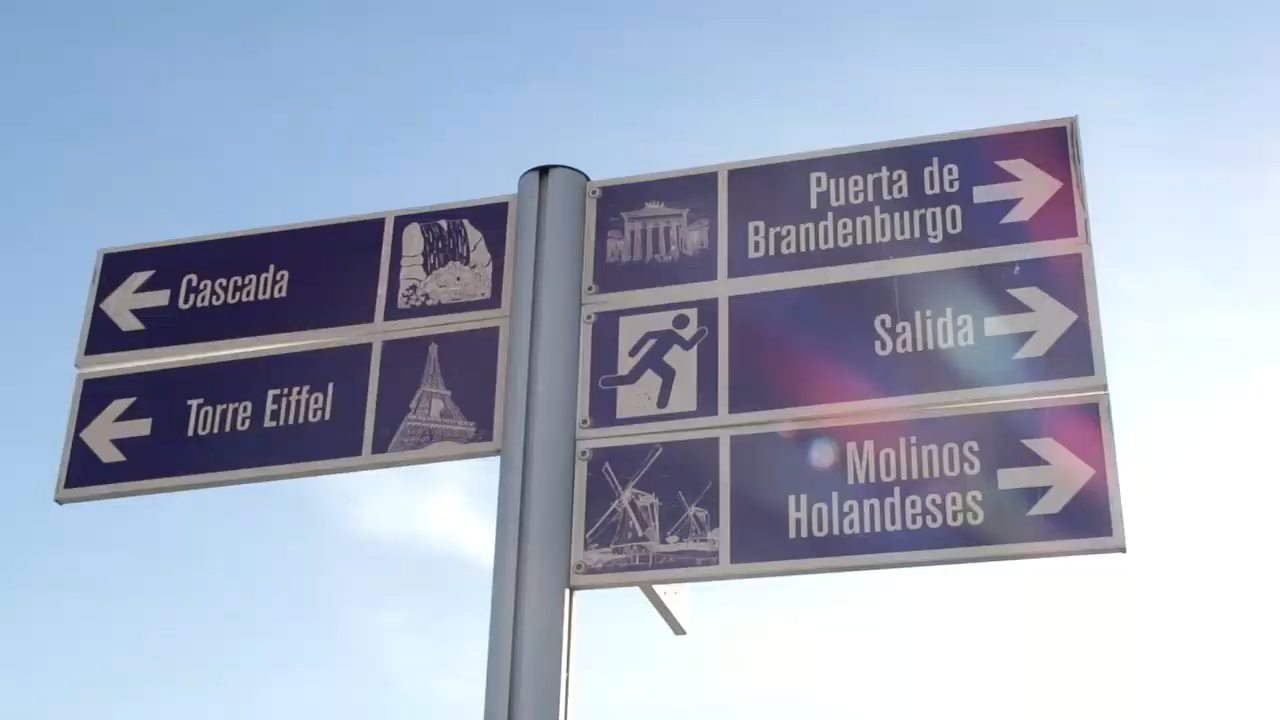 Cascada
Torre Eiffel
Puerta de
Brandenburgo
Salida
Molinos
Holandeses